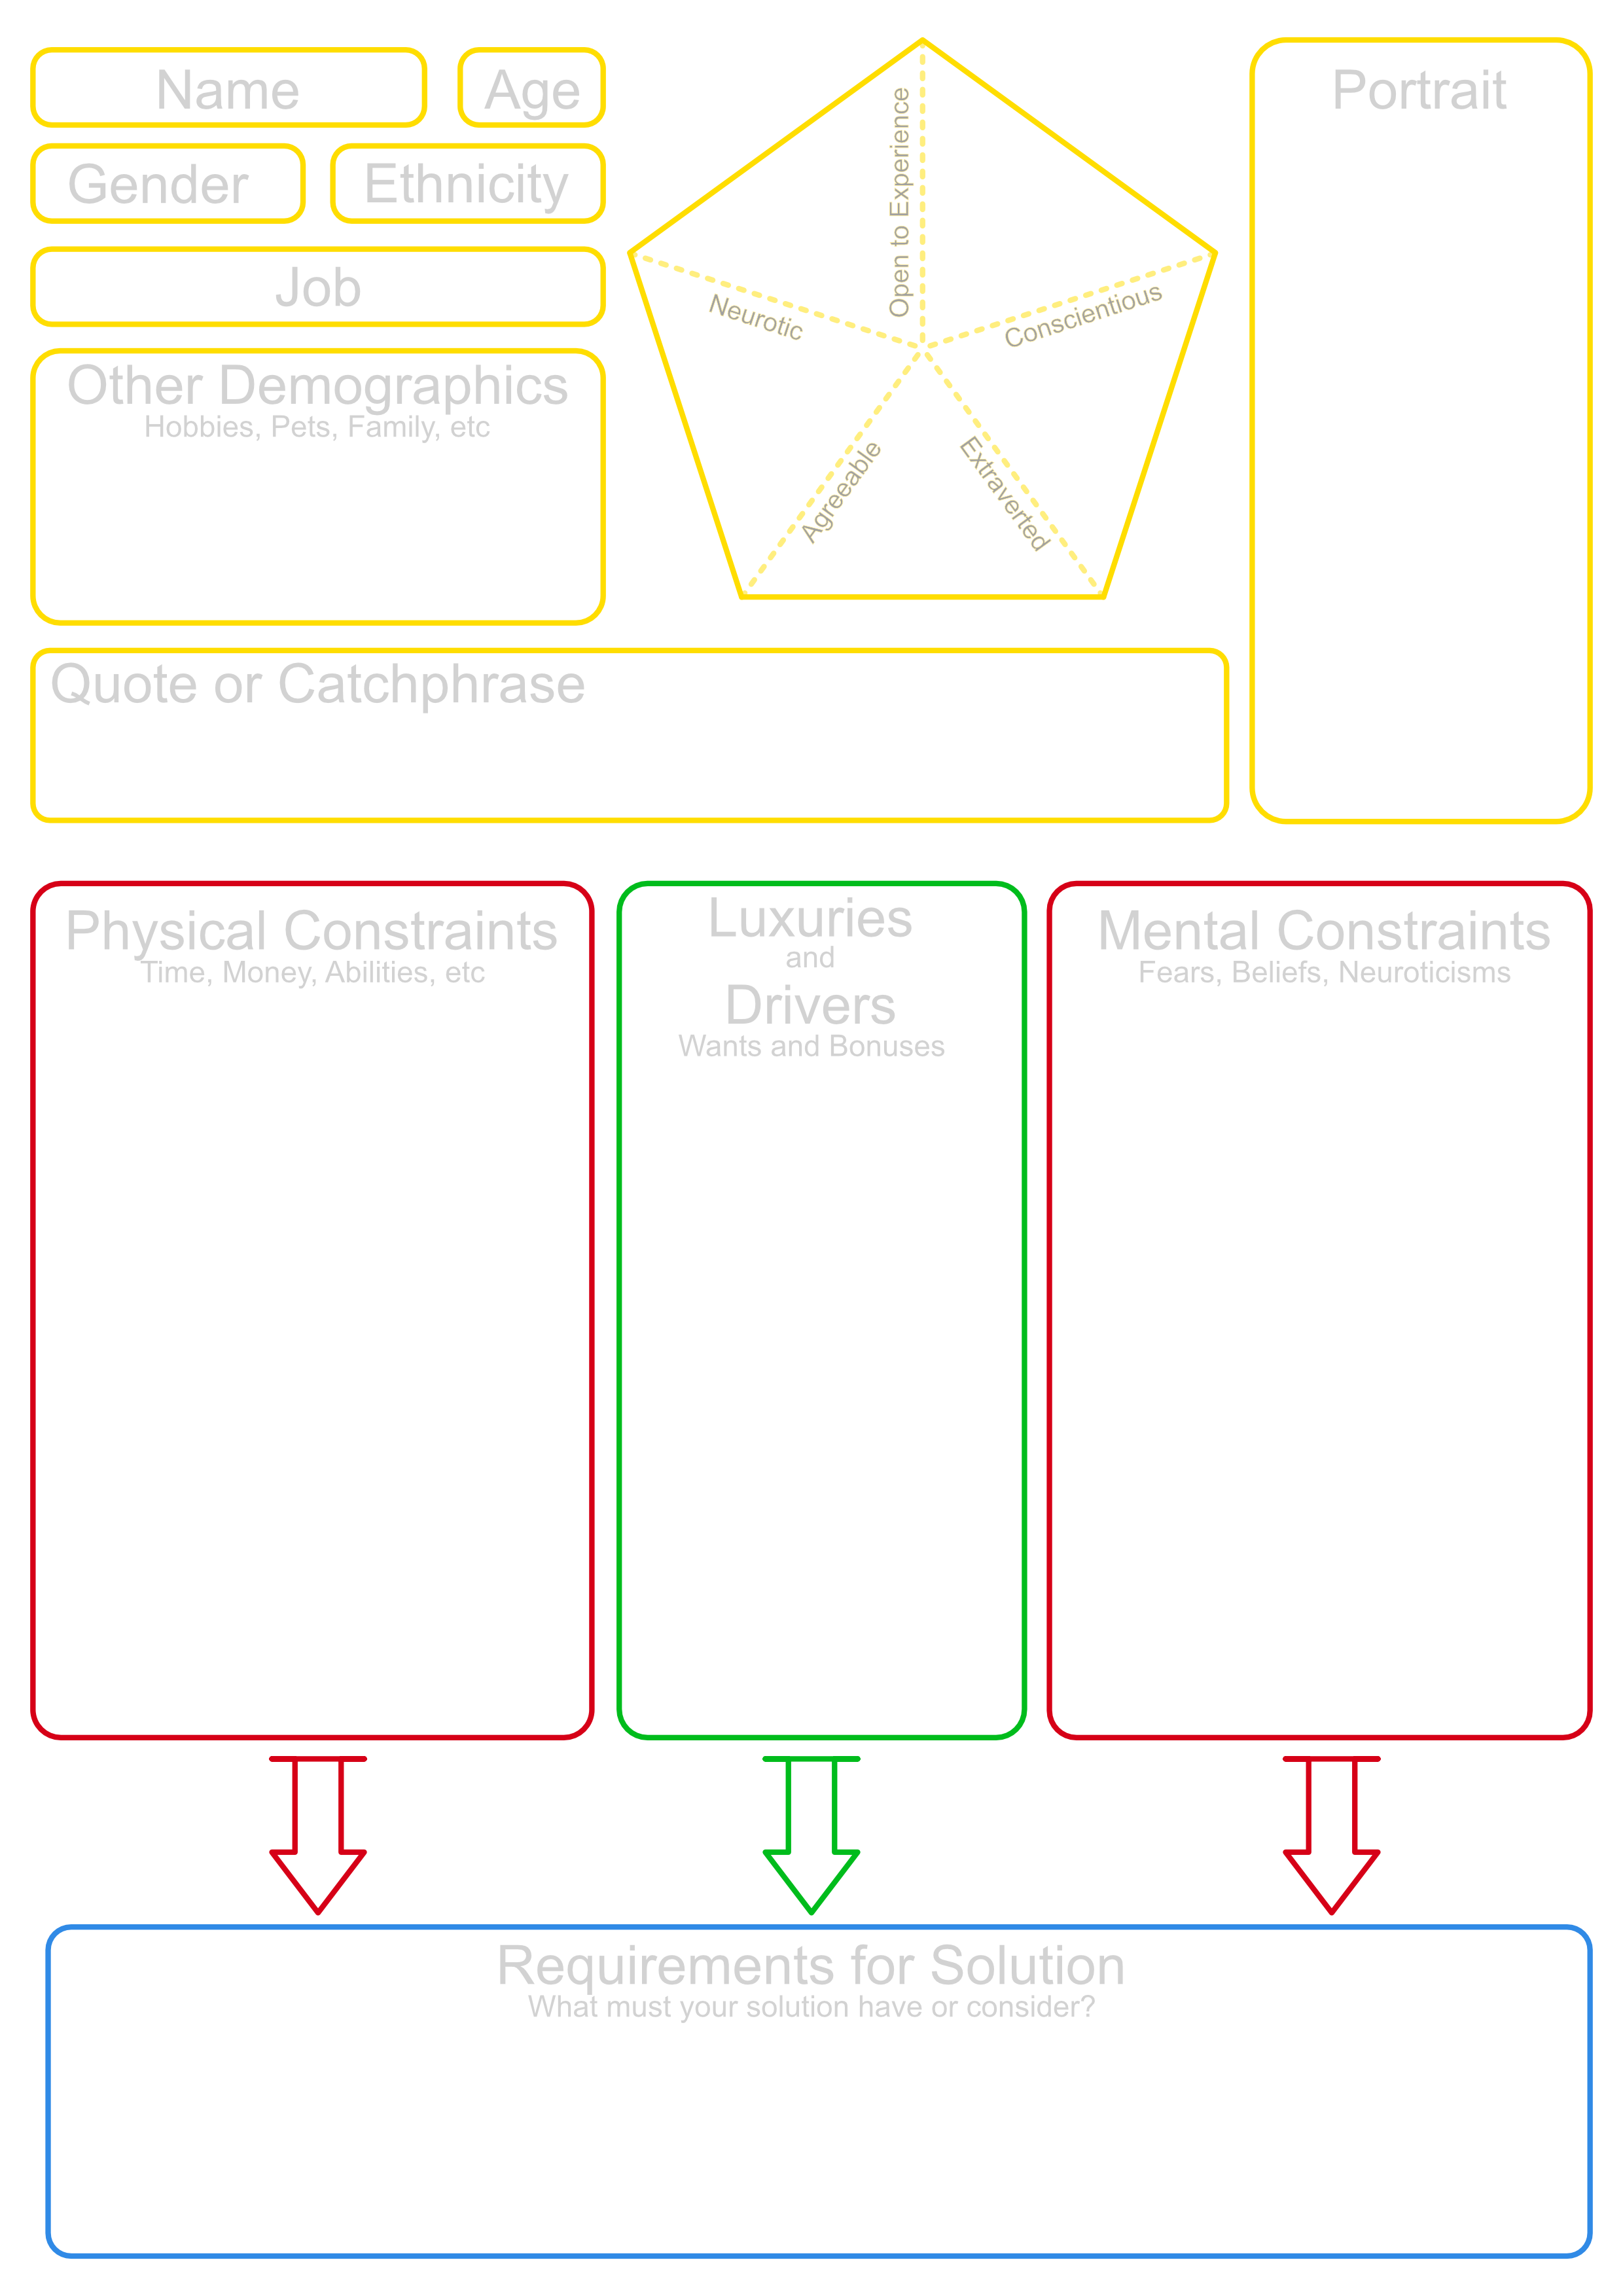 Name
Age
Gender
Ethnicity
Job
Other Demographics
Hobbies, Pets, Family, etc
Open to Experience
Conscientious
Extraverted
Agreeable
Neurotic
Portrait
Quote or Catchphrase
Physical Constraints
Time, Money, Abilities, etc
Luxuries
and
Drivers
Wants and Bonuses
Mental Constraints
Fears, Beliefs, Neuroticisms
Requirements for Solution
What must your solution have or consider?